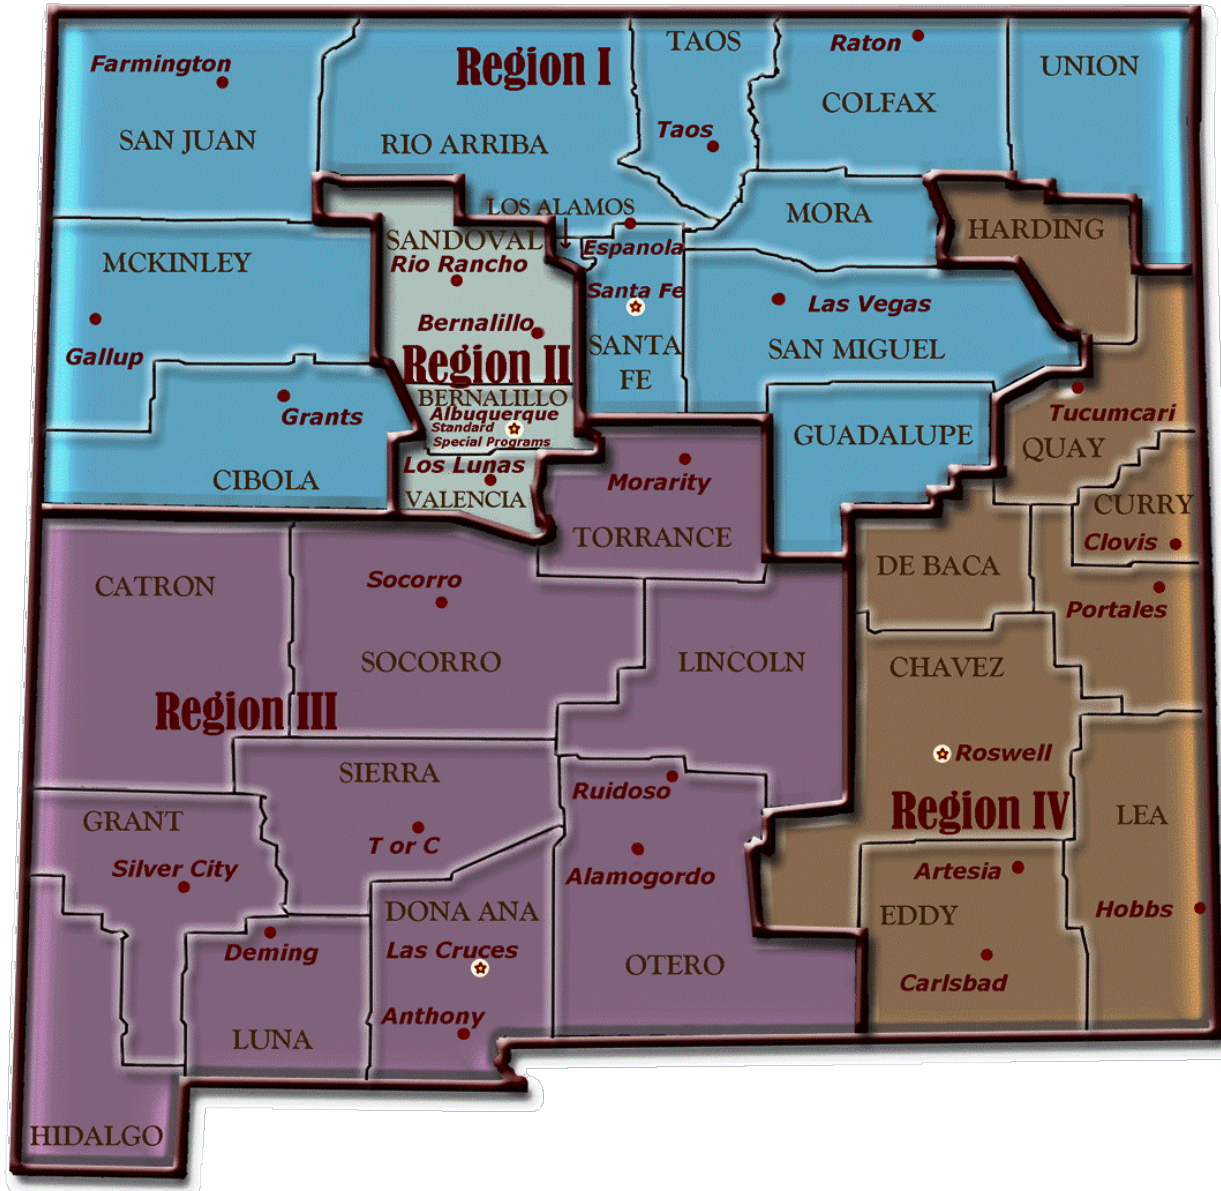 TAOS
Raton
Region I
Farmington
UNION
COLFAX
SAN JUAN
Taos
RIO ARRIBA
LOS ALAMOS
MORA
HARDING
SANDOVAL
Espanola
MCKINLEY
Rio Rancho
Santa Fe
Las Vegas
Bernalillo
Gallup
SANTA
FE
SAN MIGUEL
Region II
BERNALILLO
Albuquerque
Standard
Special Programs
Grants
Tucumcari
GUADALUPE
QUAY
Los Lunas
CIBOLA
Morarity
VALENCIA
CURRY
TORRANCE
Clovis
CATRON
Socorro
DE BACA
Portales
SOCORRO
LINCOLN
CHAVEZ
Region III
Roswell
SIERRA
Ruidoso
Region IV
GRANT
LEA
T or C
Silver City
Alamogordo
Artesia
DONA ANA
EDDY
Hobbs
Deming
Las Cruces
OTERO
Carlsbad
Anthony
LUNA
HIDALGO